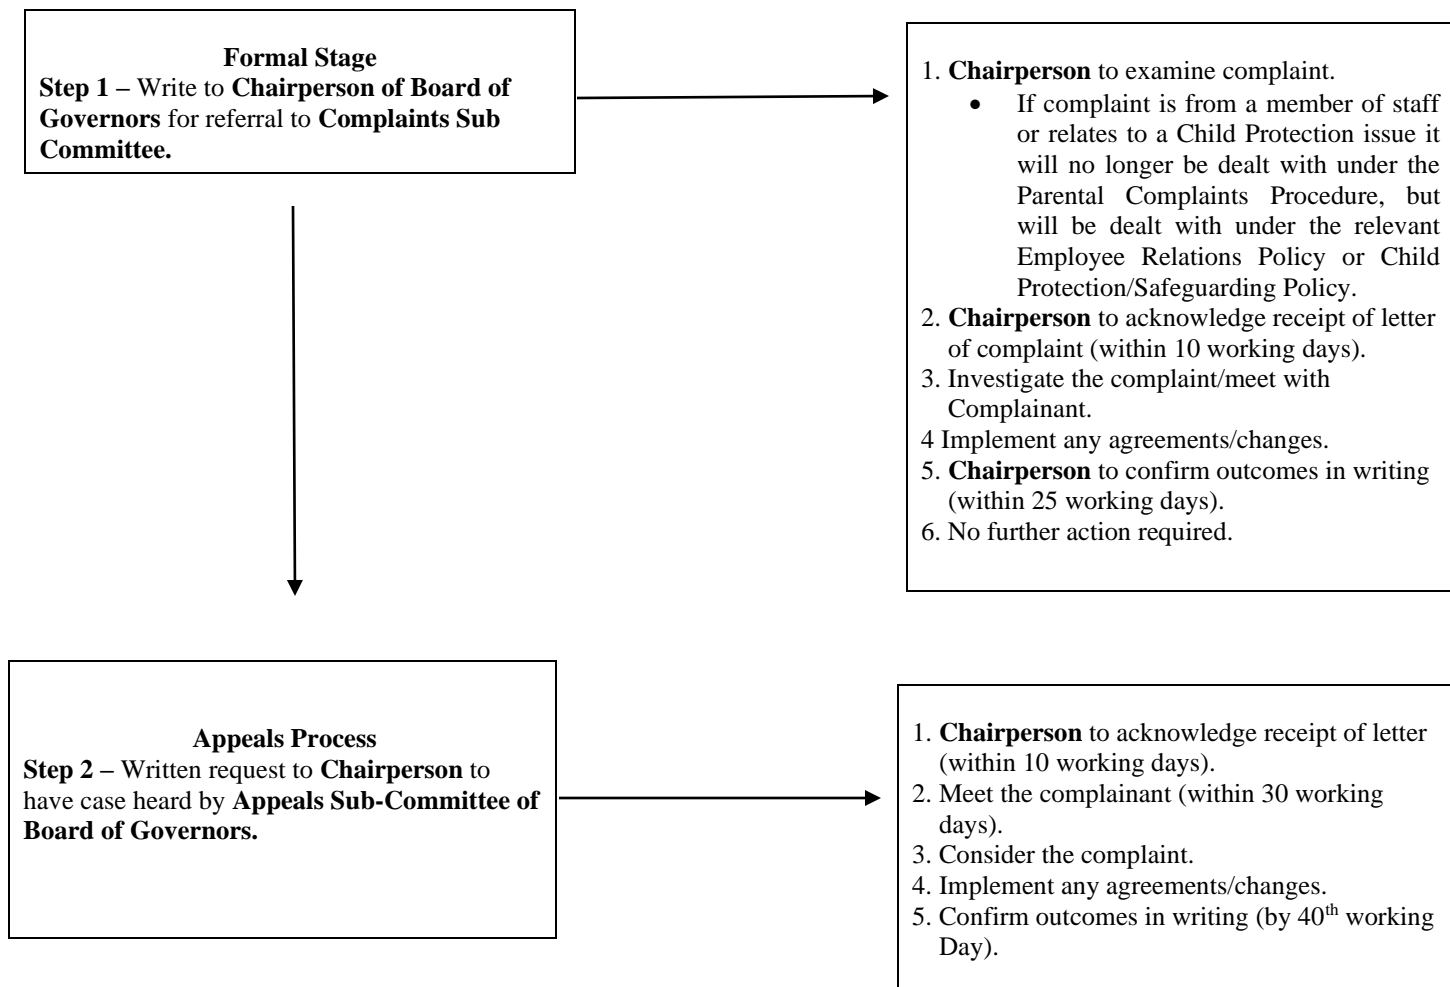 Formal Stage
Step 1 – Write to Chairperson of Board of
Governors for referral to Complaints Sub
Committee.
1. Chairperson to examine complaint.
• If complaint is from a member of staff
or relates to a Child Protection issue it
will no longer be dealt with under the
Parental Complaints Procedure, but
will be dealt with under the relevant
Employee Relations Policy or Child
Protection/Safeguarding Policy.
2. Chairperson to acknowledge receipt of letter
of complaint (within 10 working days).
3. Investigate the complaint/meet with
Complainant.
4 Implement any agreements/changes.
5. Chairperson to confirm outcomes in writing
(within 25 working days).
6. No further action required.
Appeals Process
Step 2 – Written request to Chairperson to
have case heard by Appeals Sub-Committee of
Board of Governors.
1. Chairperson to acknowledge receipt of letter
(within 10 working days).
2. Meet the complainant (within 30 working
days).
3. Consider the complaint.
4. Implement any agreements/changes.
5. Confirm outcomes in writing (by 40th working
Day).